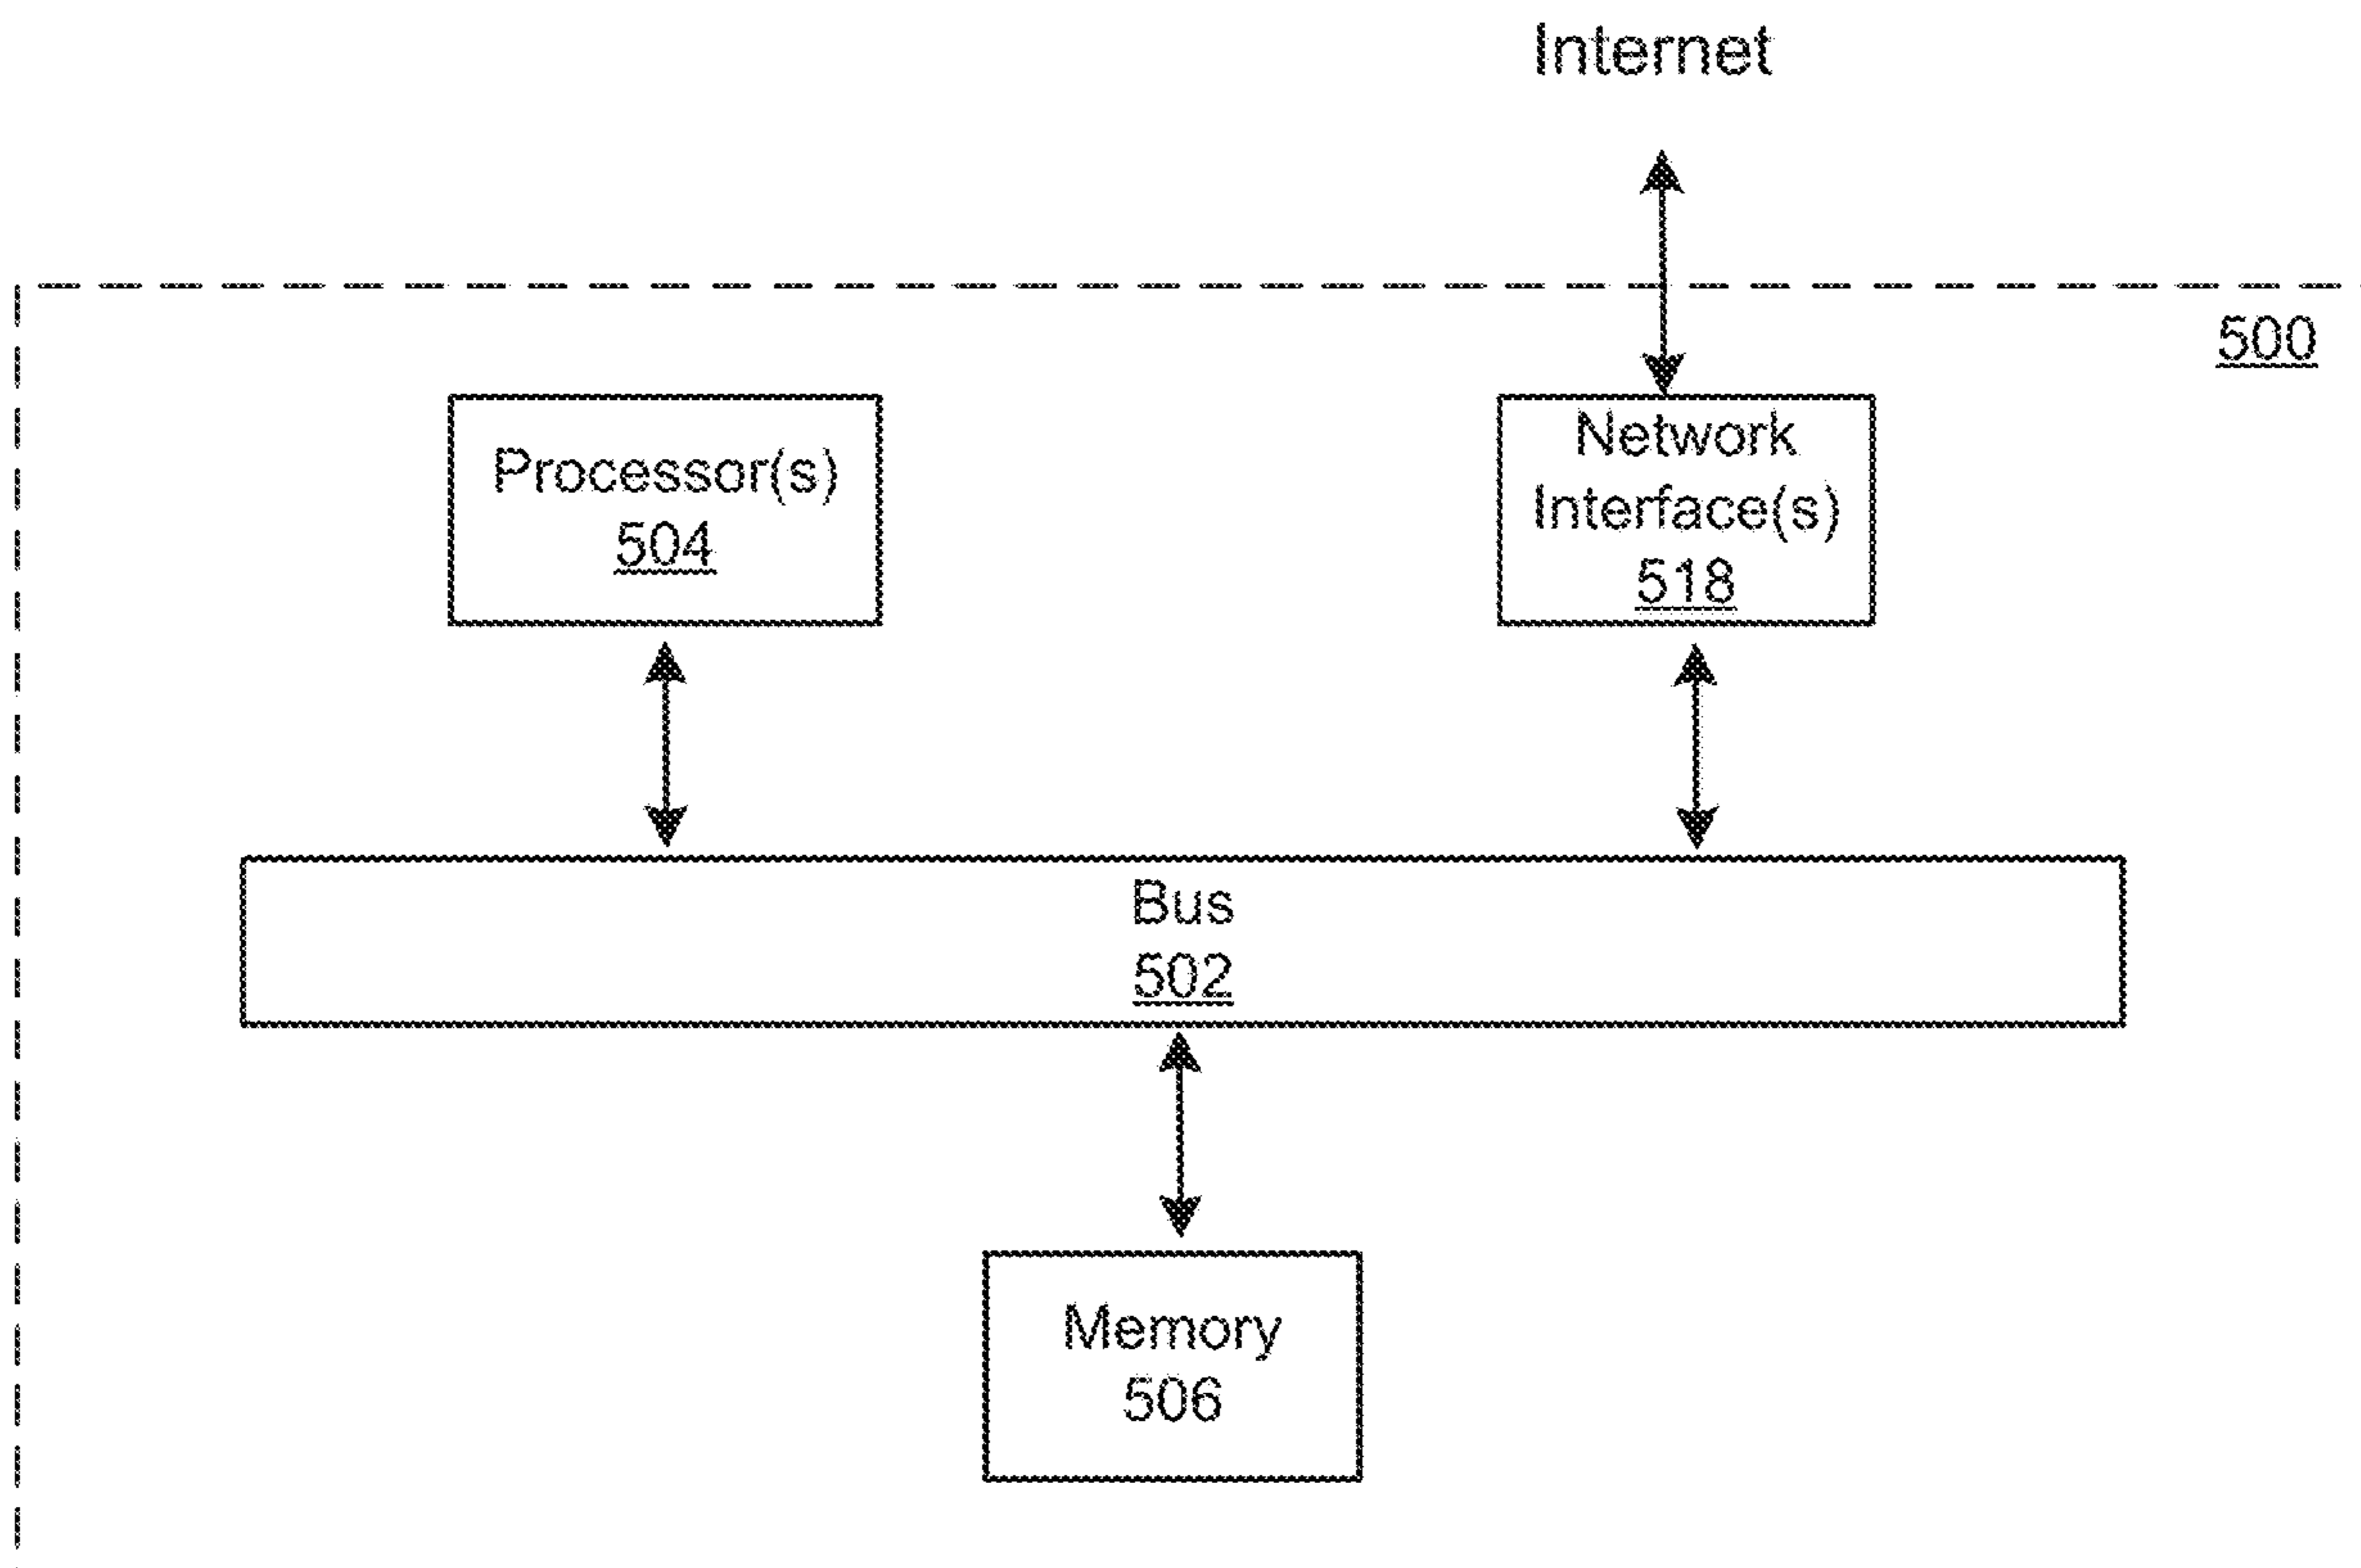 Internet
500
Processor(s)
504
Network
Interface(s)
518
Bus
502
Memory
506